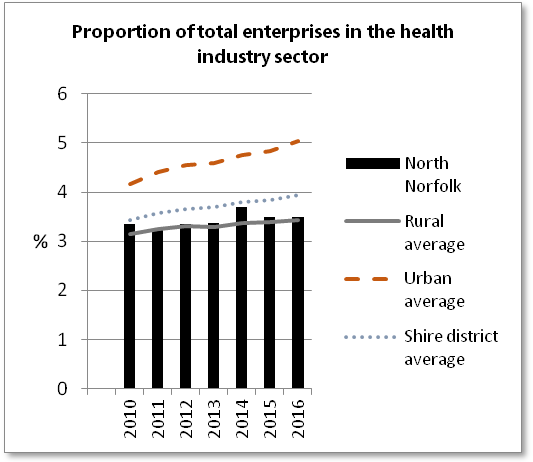 Proportion of total enterprises in the health
industry sector
6
5
4
3
2
1
0
%
2010
2011
2012
2013
2014
2015
2016
North
Norfolk
Rural
average
Urban
average
Shire district
average